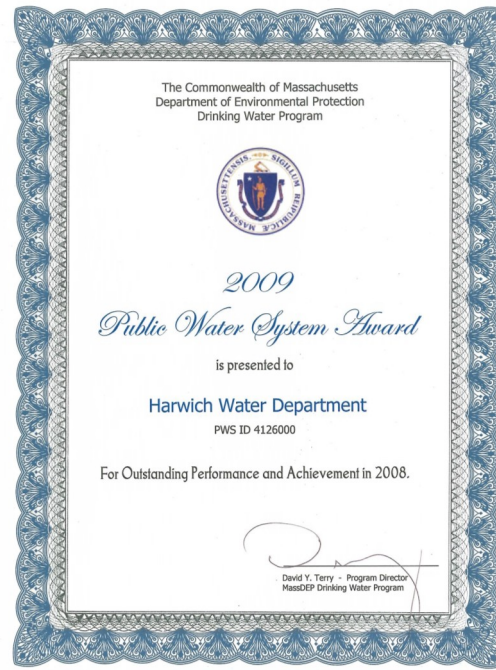 The Commonwealth of Massachusetts
Department of Environmental Protection
Drinking Water Program
SIGILLUM REIPUBLICÆ MASSACHUSETTENSIS
2009
Public Water System Award
is presented to
Harwich Water Department
PWS ID 4126000
For Outstanding Performance and Achievement in 2008.
David Y. Terry - Program Director
MassDEP Drinking Water Program